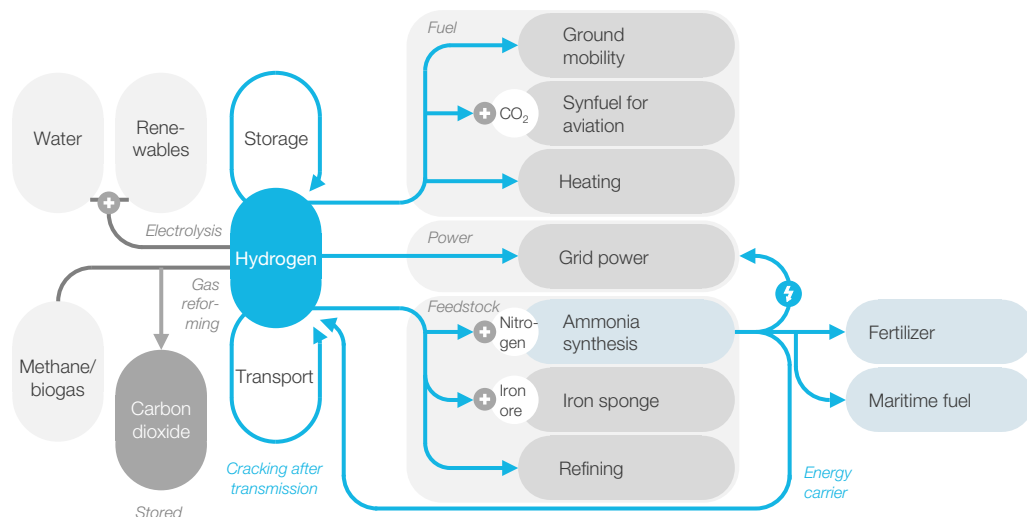 Fuel
Ground
mobility
CO₂
Synfuel for
aviation
Heating
Water
Rene-
wables
Storage
Electrolysis
Hydrogen
Power
Grid power
Gas
refor-
ming
Methane/
biogas
Carbon
dioxide
Stored
Transport
Cracking after
transmission
Feedstock
Nitro-
gen
Ammonia
synthesis
Iron
ore
Iron sponge
Refining
Fertilizer
Maritime fuel
Energy
carrier